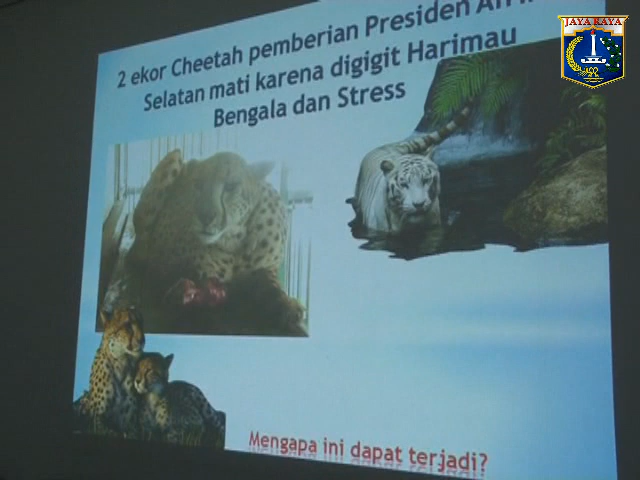 JAYA RAYA
2 ekor Cheetah pemberian Presiden
Selatan mati karena digigit Harimau
Bengala dan Stress
Mengapa ini dapat terjadi?